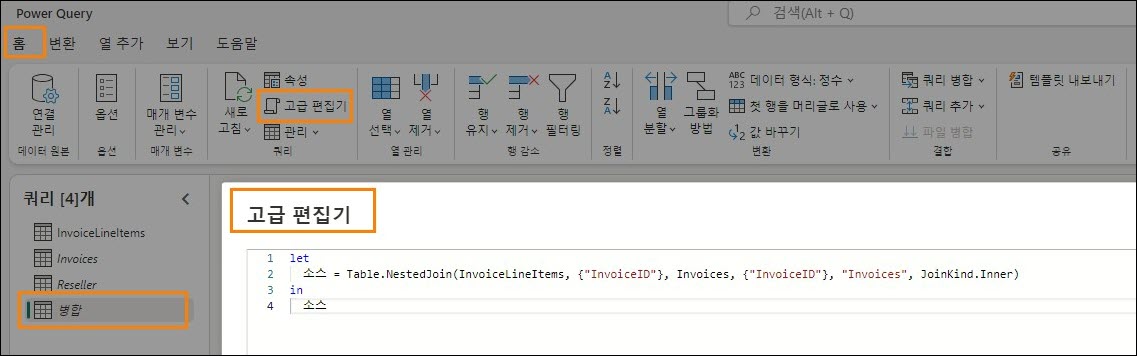 Power Query
검색(Alt + Q)
홈 변환 열 추가 보기 도움말
연결 관리
데이터 원본
옵션
옵션
매개 변수 관리
매개 변수
새로 고침
속성
고급 편집기
관리
쿼리
열 선택
열 제거
열 관리
행 유지
행 제거
행 필터링
행 감소
정렬
열 분할
그룹화 방법
데이터 형식: 정수
첫 행을 머리글로 사용
값 바꾸기
변환
쿼리 병합
쿼리 추가
파일 병합
결합
템플릿 내보내기
공유
쿼리 [4]개
InvoiceLineItems
Invoices
Reseller
병합
고급 편집기
1 let
2 소스 = Table.NestedJoin(InvoiceLineItems, {"InvoiceID"}, Invoices, {"InvoiceID"}, "Invoices", JoinKind.Inner)
3 in
4 소스